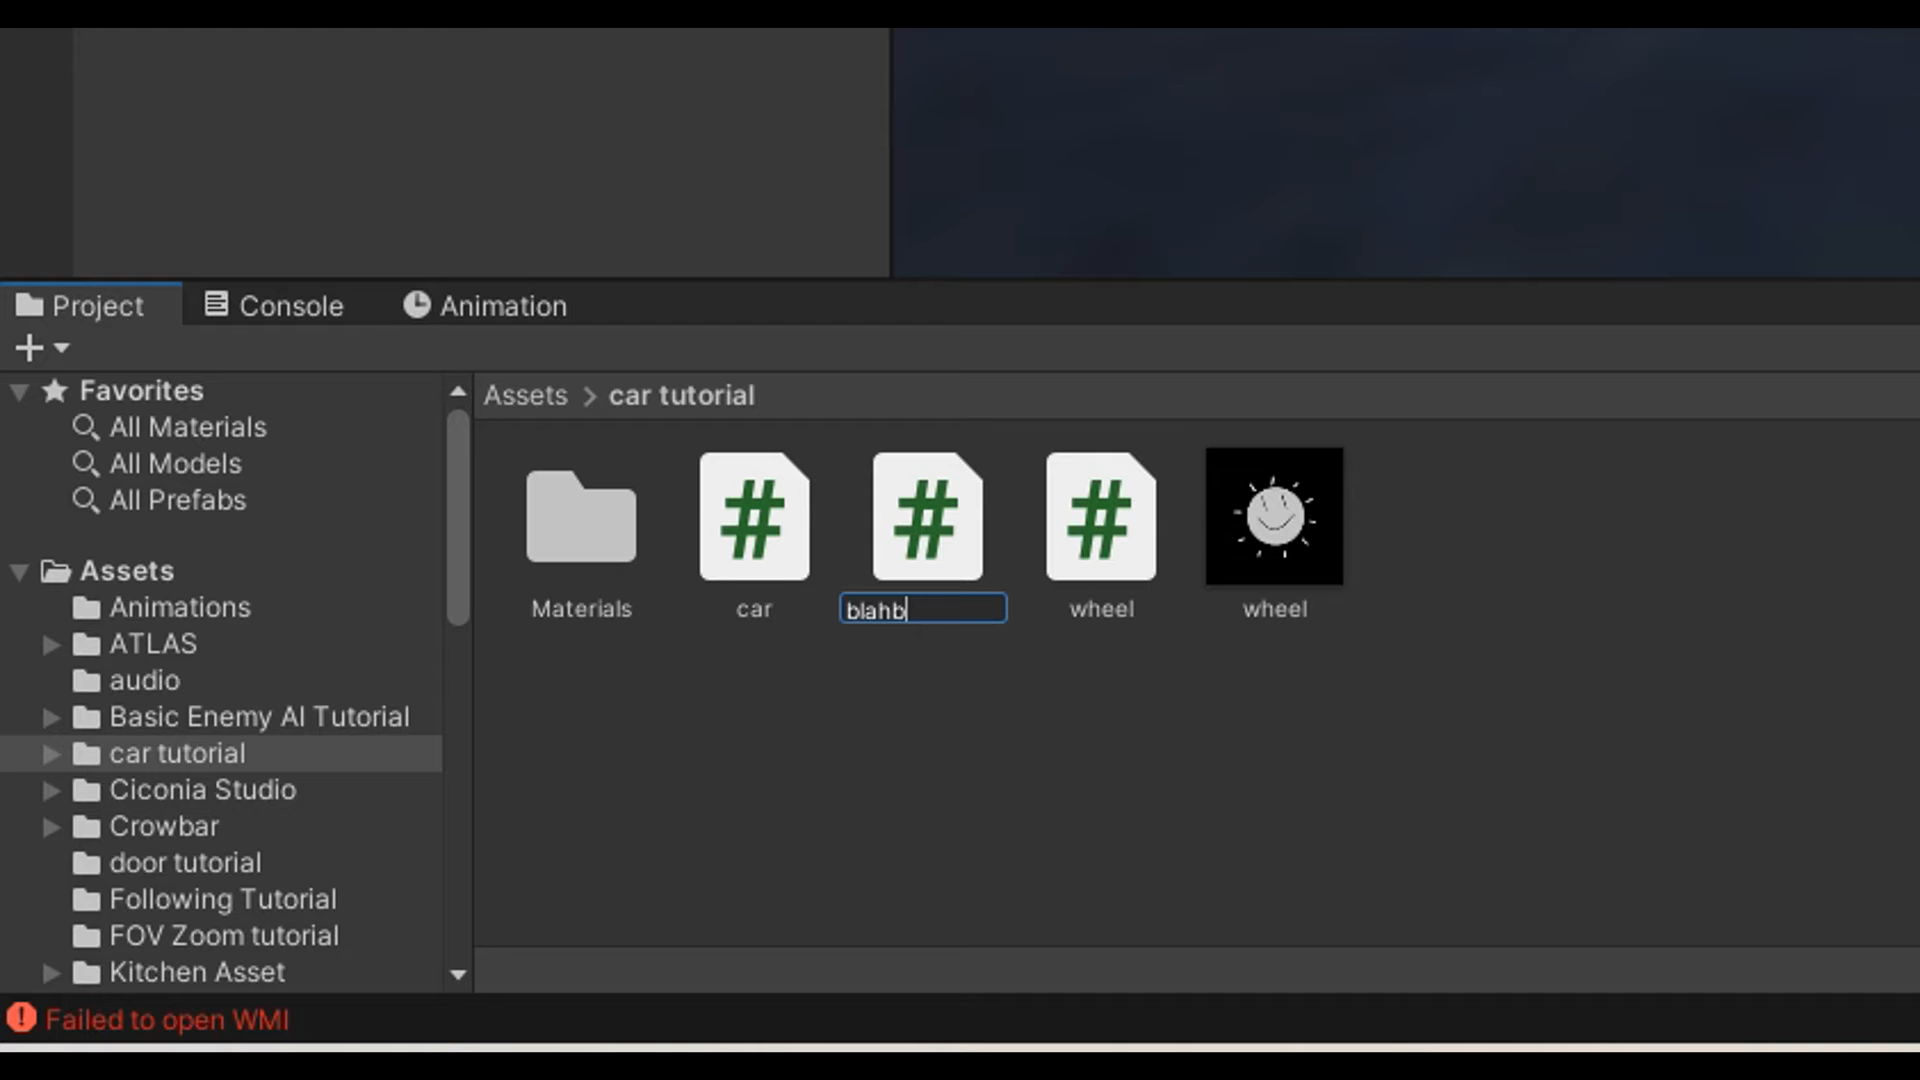 Project
Console
Animation
Favorites
All Materials
All Models
All Prefabs
Assets
Animations
ATLAS
audio
Basic Enemy AI Tutorial
car tutorial
Ciconia Studio
Crowbar
door tutorial
Following Tutorial
FOV Zoom tutorial
Kitchen Asset
Assets > car tutorial
#
#
#
Materials
car
blahb
wheel
wheel
Failed to open WMI